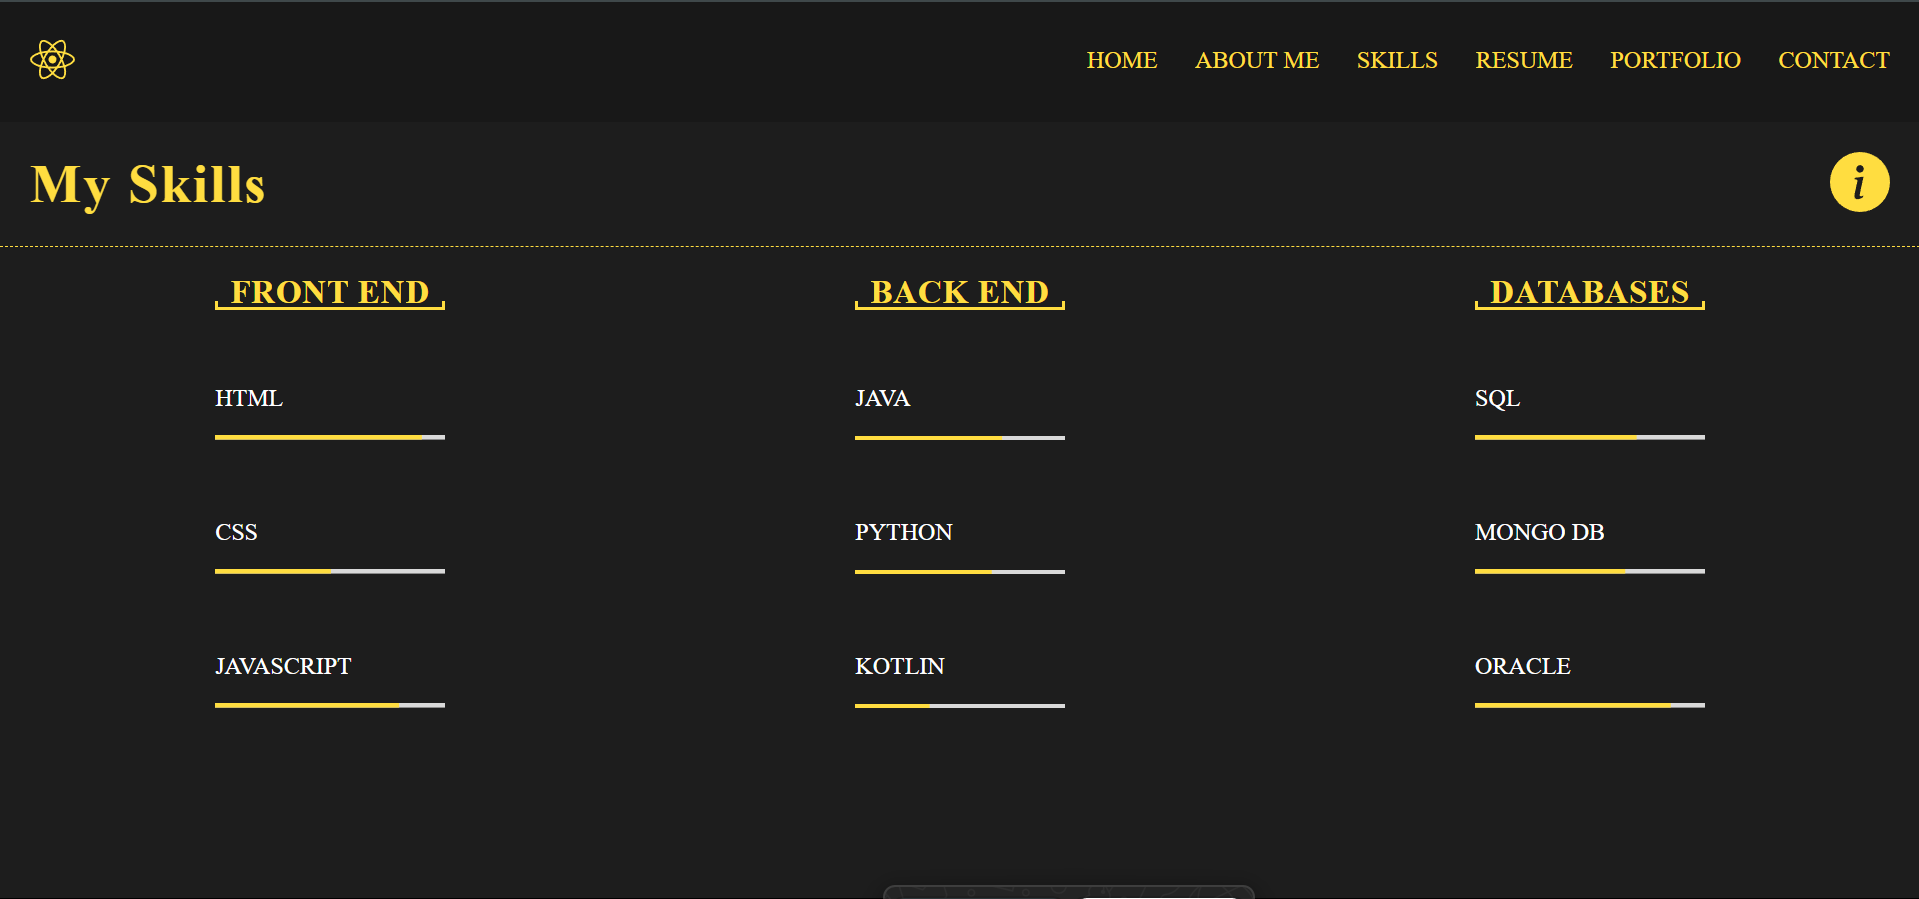 HOME ABOUT ME SKILLS RESUME PORTFOLIO CONTACT
My Skills
i
FRONT END
HTML
CSS
JAVASCRIPT
BACK END
JAVA
PYTHON
KOTLIN
DATABASES
SQL
MONGO DB
ORACLE